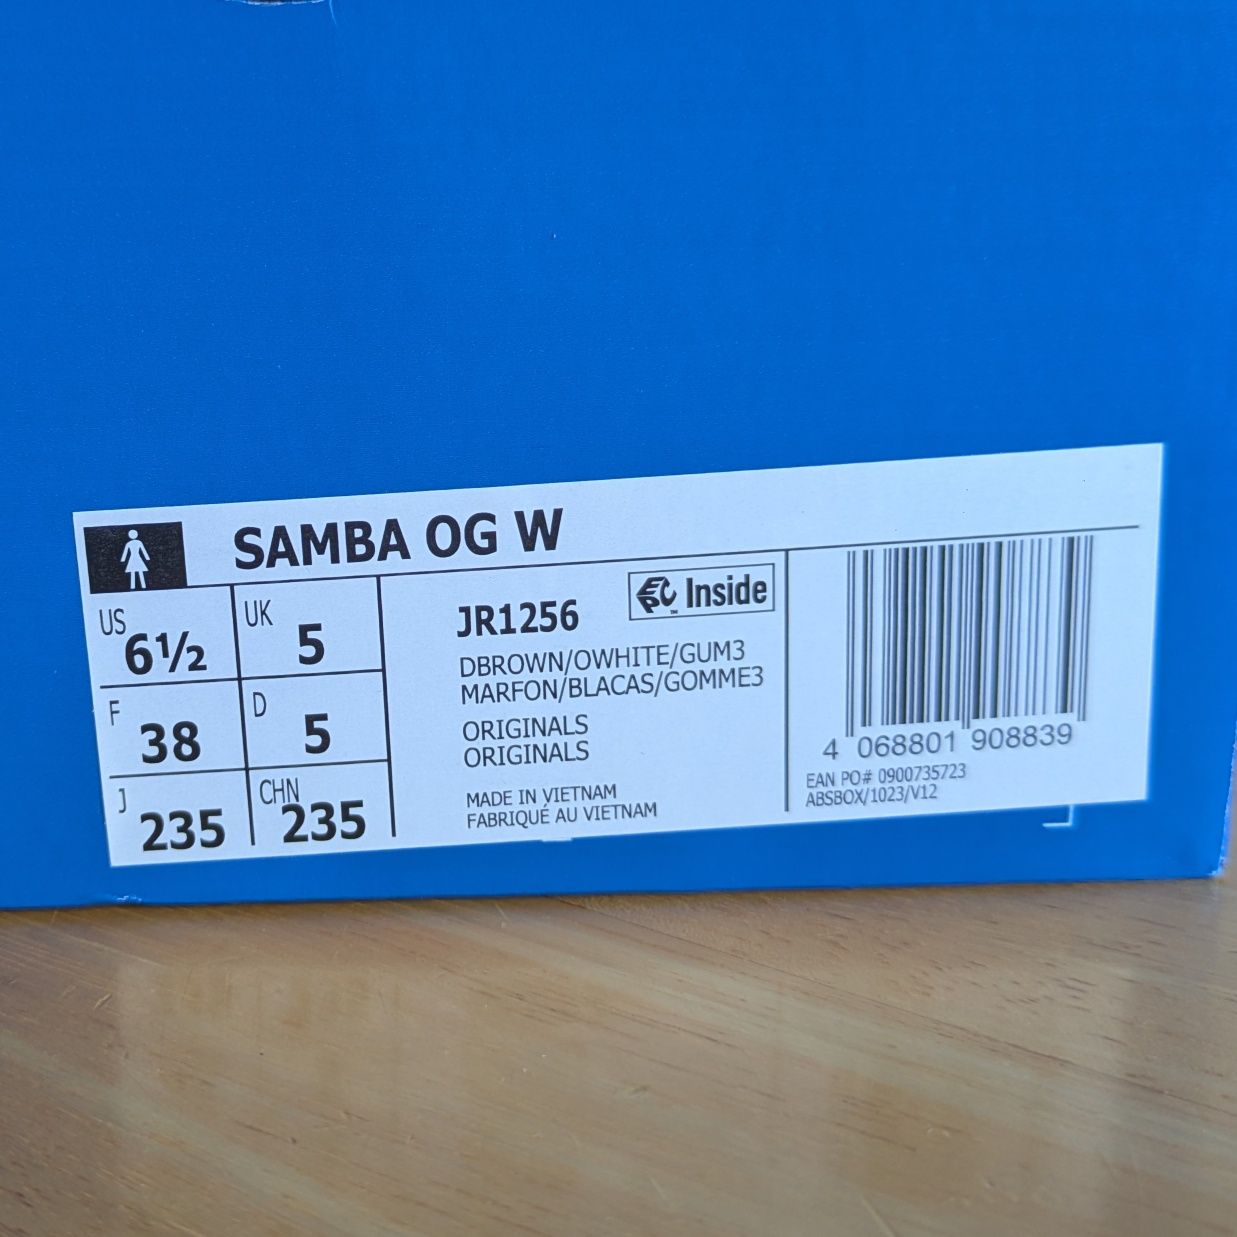 SAMBA OG W
US 6½
UK 5
F 38
D 5
J 235
CHN 235
JR1256
EPC™ Inside
DBROWN/OWHITE/GUM3
MARFON/BLACAS/GOMME3
ORIGINALS
ORIGINALS
MADE IN VIETNAM
FABRIQUÉ AU VIETNAM
4 068801 908839
EAN PO# 0900735723
ABSBOX/1023/V12